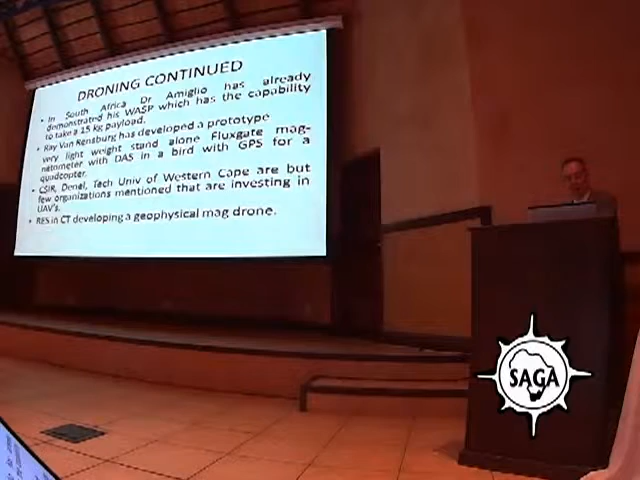 DRONING CONTINUED
• In South Africa Dr Amiglio has already
demonstrated his WASP which has the capability
to take a 15 kg payload.
• Ray Van Rensburg has developed a prototype
very light weight stand alone Fluxgate mag-
netometer with DAS in a bird with GPS for a
quadcopter.
• CSIR, Denel, Tech Univ of Western Cape are but
few organizations mentioned that are investing in
UAV's.
• RES in CT developing a geophysical mag drone.
SAGA